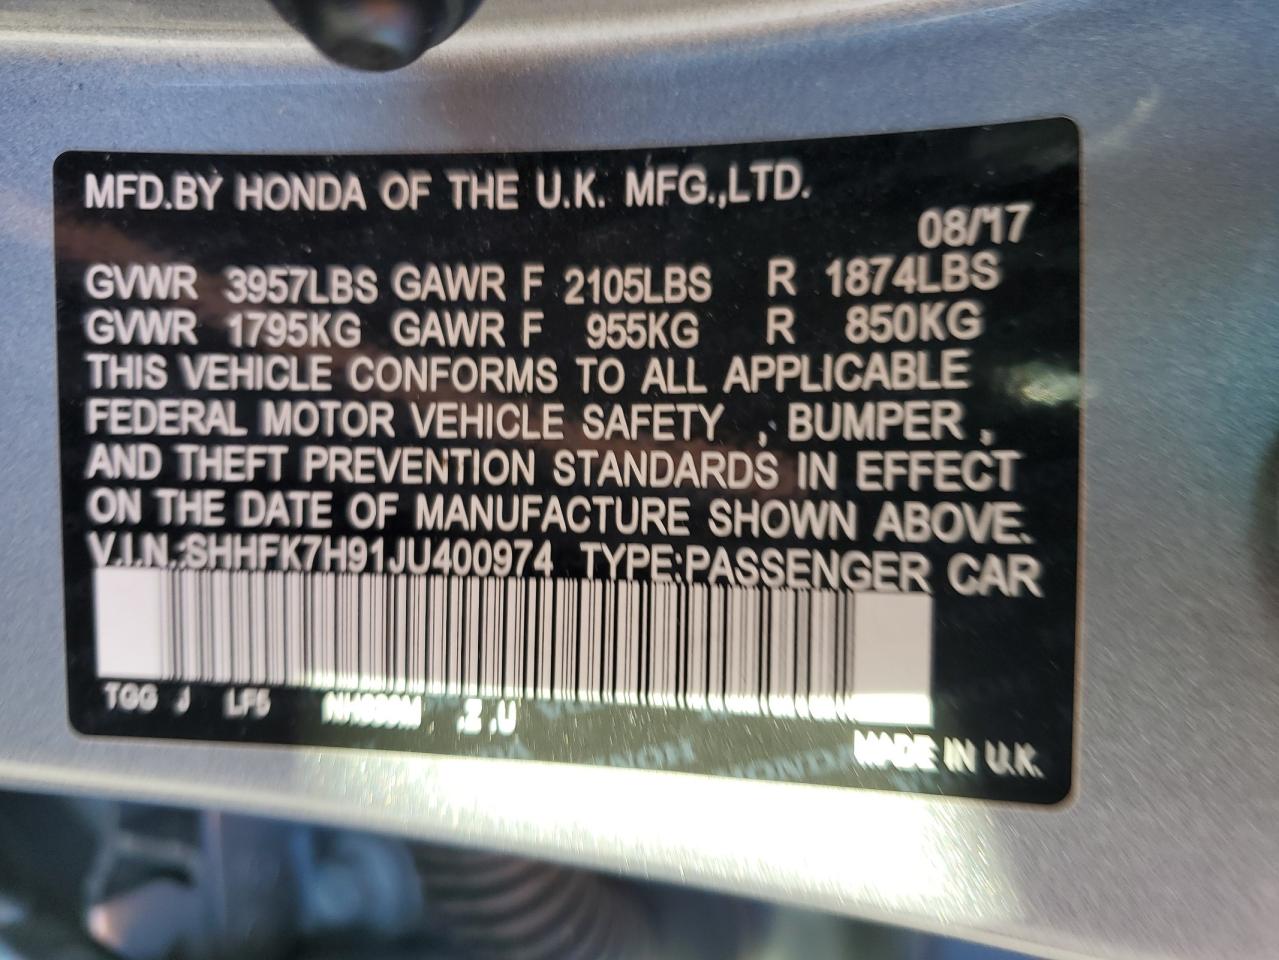 MFD.BY HONDA OF THE U.K. MFG.,LTD.
08/'17
GVWR 3957LBS GAWR F 2105LBS R 1874LBS
GVWR 1795KG GAWR F 955KG R 850KG
THIS VEHICLE CONFORMS TO ALL APPLICABLE
FEDERAL MOTOR VEHICLE SAFETY , BUMPER ,
AND THEFT PREVENTION STANDARDS IN EFFECT
ON THE DATE OF MANUFACTURE SHOWN ABOVE.
V.I.N.:SHHFK7H91JU400974 TYPE:PASSENGER CAR
TGG J .Z .U
MADE IN U.K.